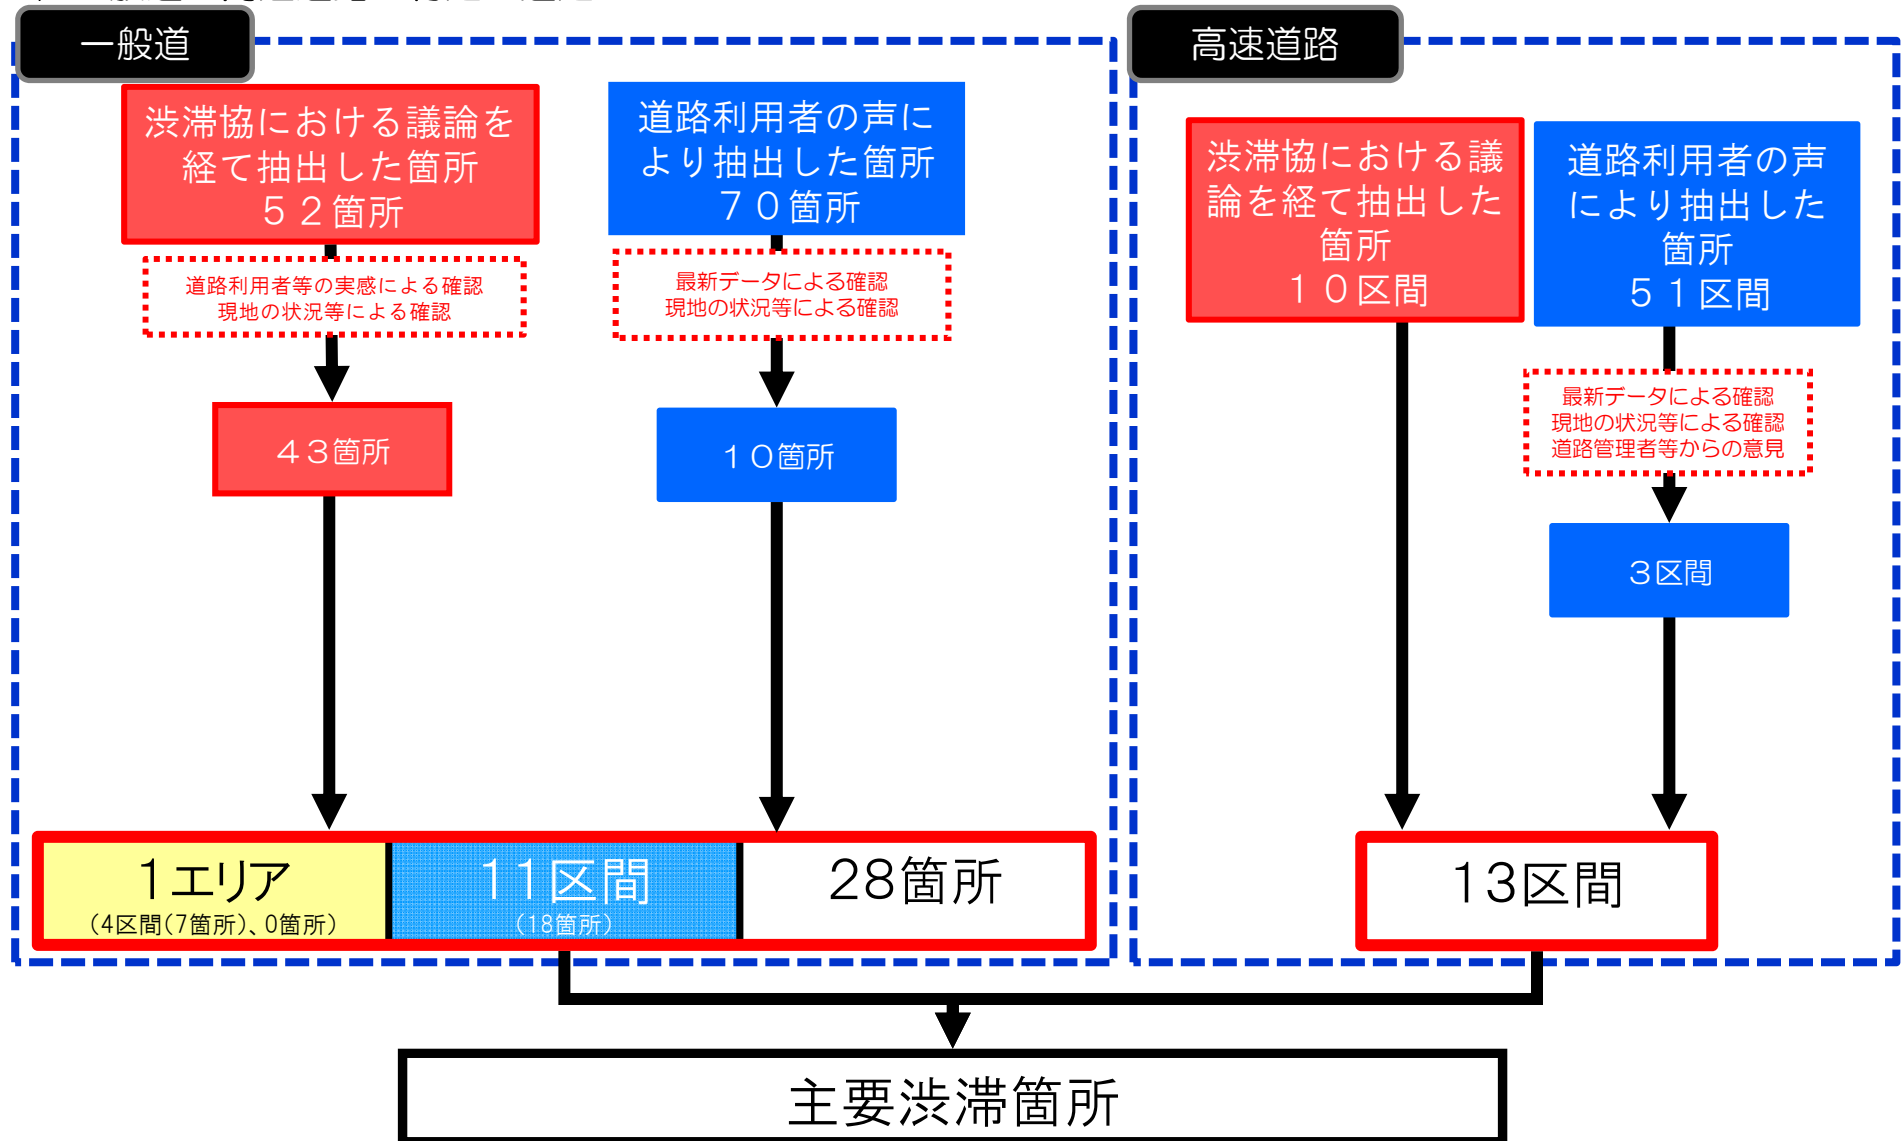 一般道
渋滞協における議論を
経て抽出した箇所
５２箇所
道路利用者の声に
より抽出した箇所
７０箇所
道路利用者等の実感による確認
現地の状況等による確認
最新データによる確認
現地の状況等による確認
４３箇所
１０箇所
高速道路
渋滞協における議
論を経て抽出した
箇所
１０区間
道路利用者の声
により抽出した
箇所
５１区間
最新データによる確認
現地の状況等による確認
道路管理者等からの意見
３区間
1エリア
(4区間(7箇所)、0箇所)
11区間
(18箇所)
28箇所
13区間
主要渋滞箇所